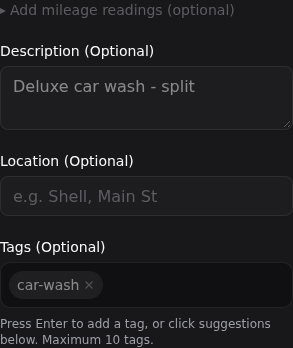 ▸ Add mileage readings (optional)
Description (Optional)
Deluxe car wash - split
Location (Optional)
e.g. Shell, Main St
Tags (Optional)
car-wash ×
Press Enter to add a tag, or click suggestions
below. Maximum 10 tags.